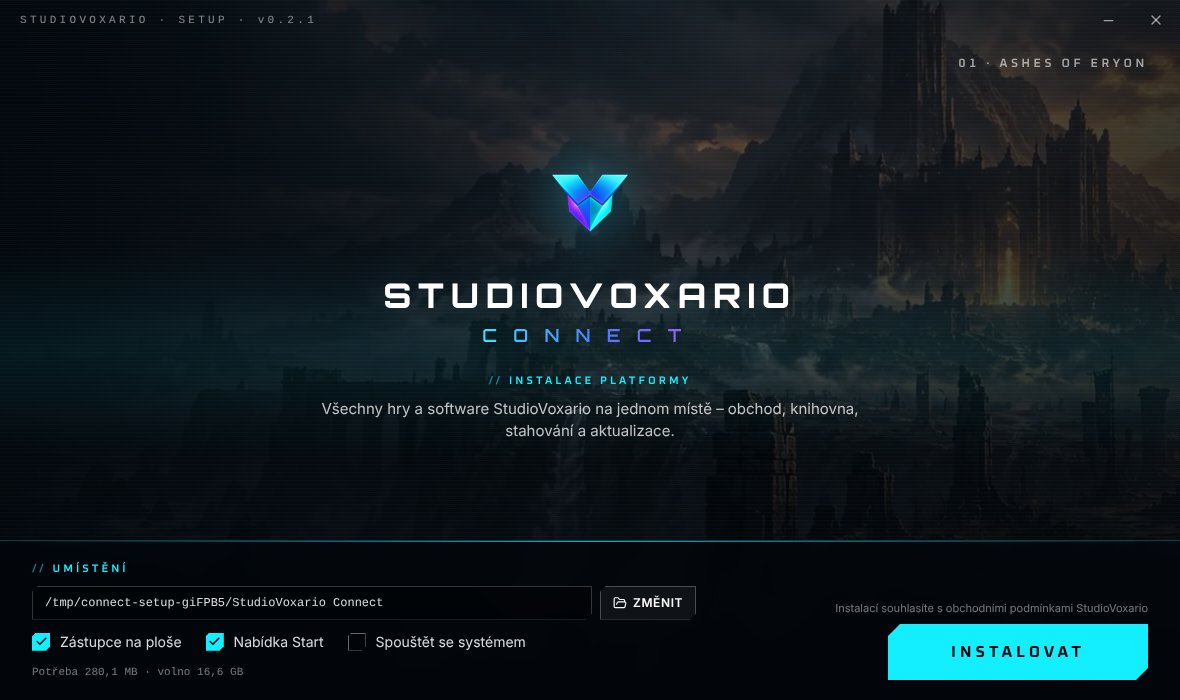 STUDIOVOXARIO · SETUP · v0.2.1
01 · ASHES OF ERYON
STUDIOVOXARIO
CONNECT
// INSTALACE PLATFORMY
Všechny hry a software StudioVoxario na jednom místě – obchod, knihovna,
stahování a aktualizace.
// UMÍSTĚNÍ
/tmp/connect-setup-giFPB5/StudioVoxario Connect
ZMĚNIT
Instalací souhlasíte s obchodními podmínkami StudioVoxario
Zástupce na ploše
Nabídka Start
Spouštět se systémem
INSTALOVAT
Potřeba 280,1 MB · volno 16,6 GB